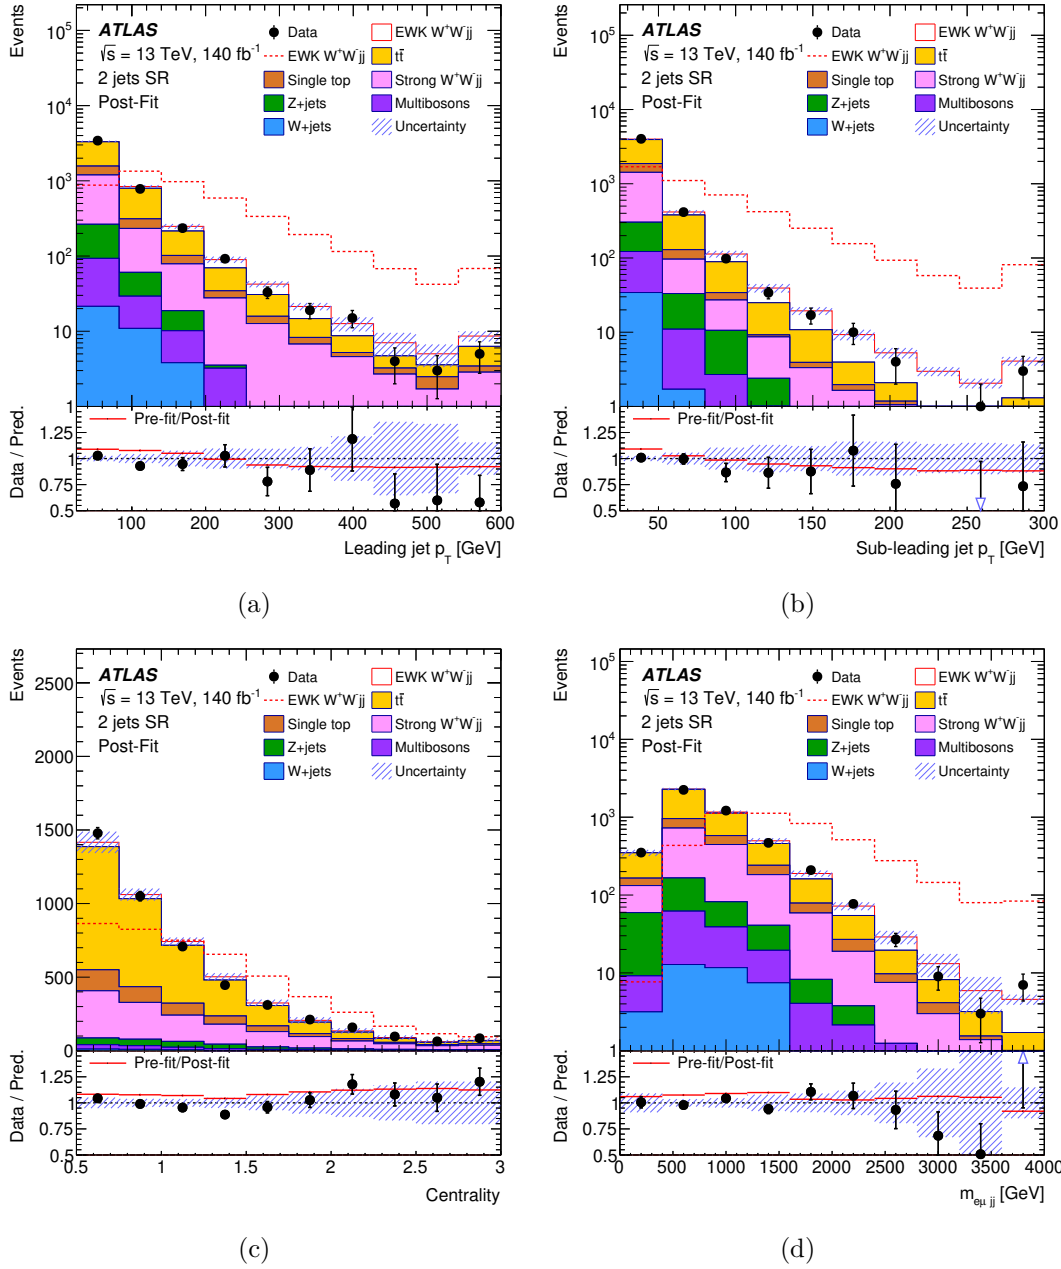 Events
10⁵
10⁴
10³
10²
10
1
ATLAS
√s = 13 TeV, 140 fb⁻¹
2 jets SR
Post-Fit
Data
EWK W⁺W⁻jj
EWK W⁺W⁻jj
tt̄
Single top
Strong W⁺W⁻jj
Z+jets
Multibosons
W+jets
Uncertainty
Data / Pred.
1.25
1
0.75
0.5
Pre-fit/Post-fit
100 200 300 400 500 600
Leading jet p_T [GeV]
(a)
Events
10⁵
10⁴
10³
10²
10
1
ATLAS
√s = 13 TeV, 140 fb⁻¹
2 jets SR
Post-Fit
Data
EWK W⁺W⁻jj
EWK W⁺W⁻jj
tt̄
Single top
Strong W⁺W⁻jj
Z+jets
Multibosons
W+jets
Uncertainty
Data / Pred.
1.25
1
0.75
0.5
Pre-fit/Post-fit
50 100 150 200 250 300
Sub-leading jet p_T [GeV]
(b)
Events
2500
2000
1500
1000
500
0
ATLAS
√s = 13 TeV, 140 fb⁻¹
2 jets SR
Post-Fit
Data
EWK W⁺W⁻jj
EWK W⁺W⁻jj
tt̄
Single top
Strong W⁺W⁻jj
Z+jets
Multibosons
W+jets
Uncertainty
Data / Pred.
1.25
1
0.75
0.5
Pre-fit/Post-fit
0.5 1 1.5 2 2.5 3
Centrality
(c)
Events
10⁵
10⁴
10³
10²
10
1
ATLAS
√s = 13 TeV, 140 fb⁻¹
2 jets SR
Post-Fit
Data
EWK W⁺W⁻jj
EWK W⁺W⁻jj
tt̄
Single top
Strong W⁺W⁻jj
Z+jets
Multibosons
W+jets
Uncertainty
Data / Pred.
1.25
1
0.75
0.5
Pre-fit/Post-fit
0 500 1000 1500 2000 2500 3000 3500 4000
m_eμ jj [GeV]
(d)